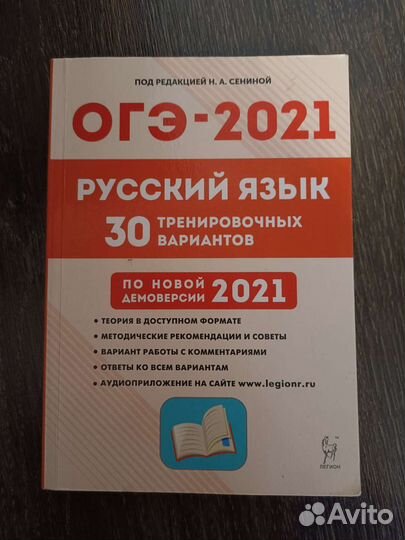 ПОД РЕДАКЦИЕЙ Н. А. СЕНИНОЙ
ОГЭ-2021
РУССКИЙ ЯЗЫК
30 ТРЕНИРОВОЧНЫХ
ВАРИАНТОВ
ПО НОВОЙ
ДЕМОВЕРСИИ 2021
• ТЕОРИЯ В ДОСТУПНОМ ФОРМАТЕ
• МЕТОДИЧЕСКИЕ РЕКОМЕНДАЦИИ И СОВЕТЫ
• ВАРИАНТ РАБОТЫ С КОММЕНТАРИЯМИ
• ОТВЕТЫ КО ВСЕМ ВАРИАНТАМ
• АУДИОПРИЛОЖЕНИЕ НА САЙТЕ www.legionr.ru
ЛЕГИОН
Avito